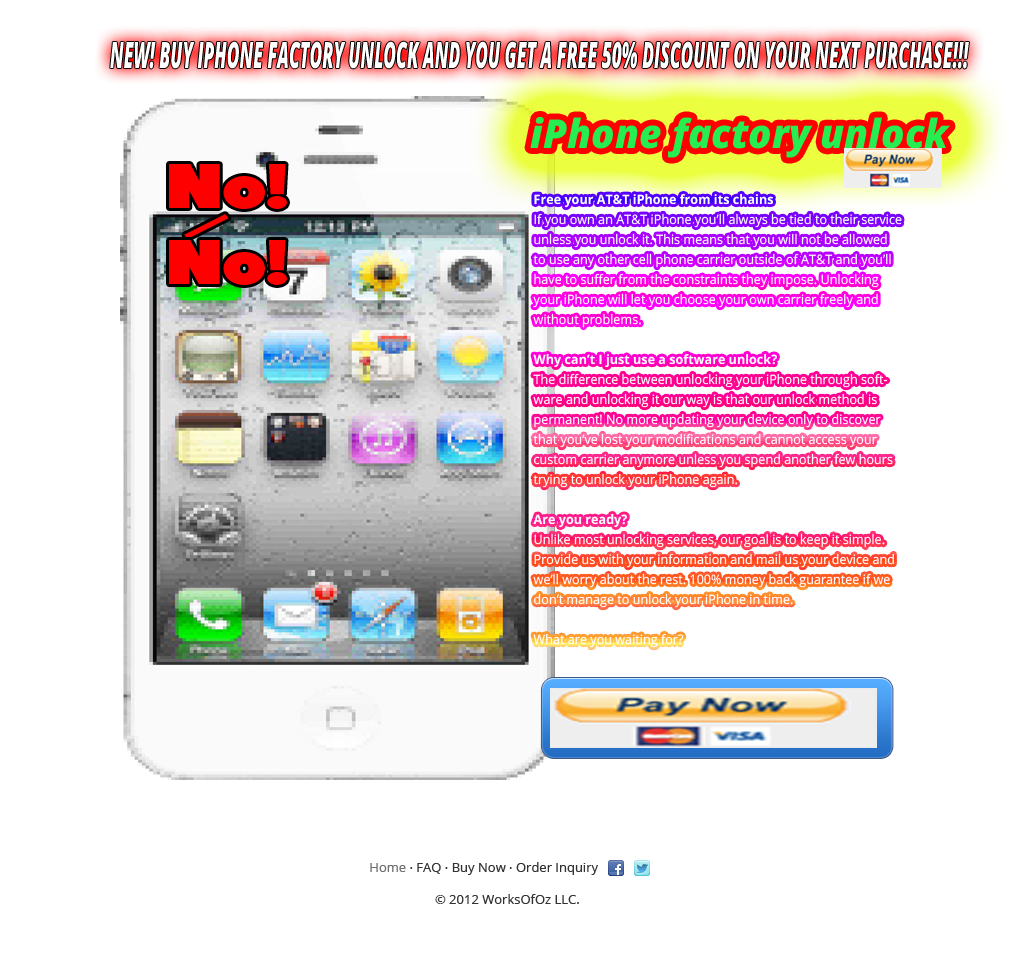 NEW! BUY IPHONE FACTORY UNLOCK AND YOU GET A FREE 50% DISCOUNT ON YOUR NEXT PURCHASE!!!
iPhone factory unlock
Pay Now
VISA
No!
No!
12:13 PM
7
Free your AT&T iPhone from its chains
If you own an AT&T iPhone you'll always be tied to their service
unless you unlock it. This means that you will not be allowed
to use any other cell phone carrier outside of AT&T and you'll
have to suffer from the constraints they impose. Unlocking
your iPhone will let you choose your own carrier freely and
without problems.
Why can't I just use a software unlock?
The difference between unlocking your iPhone through soft-
ware and unlocking it our way is that our unlock method is
permanent! No more updating your device only to discover
that you've lost your modifications and cannot access your
custom carrier anymore unless you spend another few hours
trying to unlock your iPhone again.
Are you ready?
Unlike most unlocking services, our goal is to keep it simple.
Provide us with your information and mail us your device and
we'll worry about the rest. 100% money back guarantee if we
don't manage to unlock your iPhone in time.
What are you waiting for?
Phone
Pay Now
VISA
Home · FAQ · Buy Now · Order Inquiry
© 2012 WorksOfOz LLC.